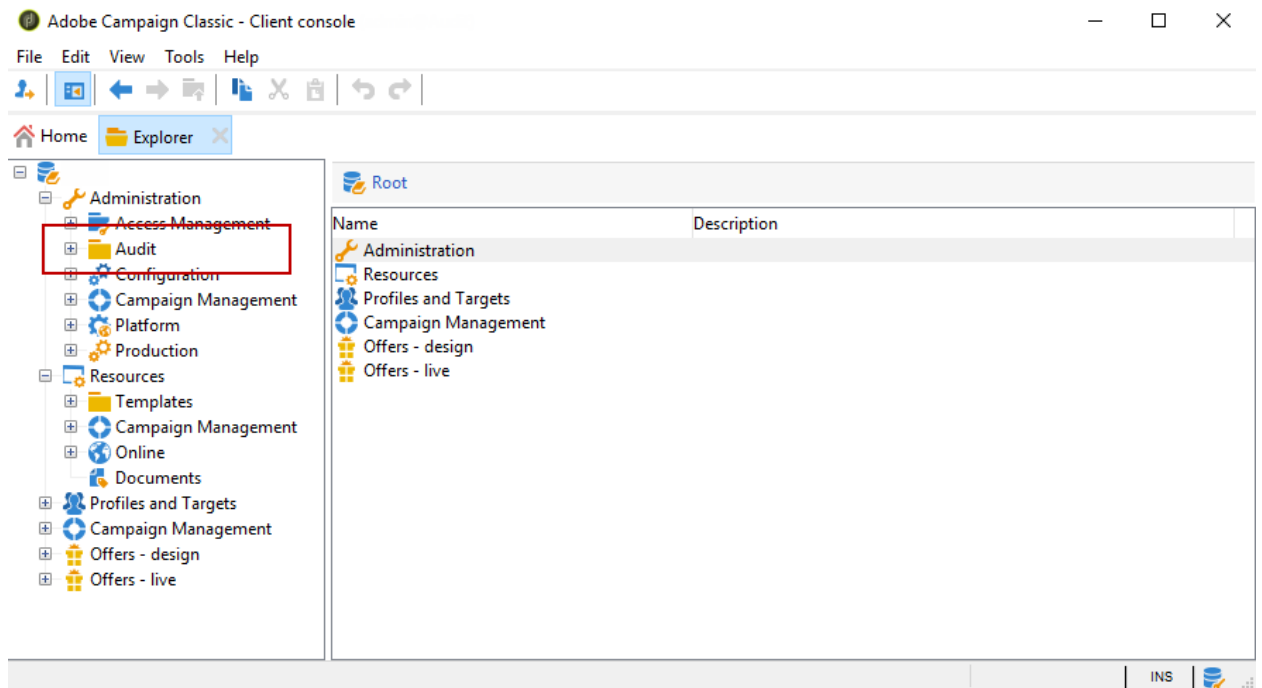 Adobe Campaign Classic - Client console
File Edit View Tools Help
Home Explorer
Administration
Access Management
Audit
Configuration
Campaign Management
Platform
Production
Resources
Templates
Campaign Management
Online
Documents
Profiles and Targets
Campaign Management
Offers - design
Offers - live
Root
Name Description
Administration
Resources
Profiles and Targets
Campaign Management
Offers - design
Offers - live
INS